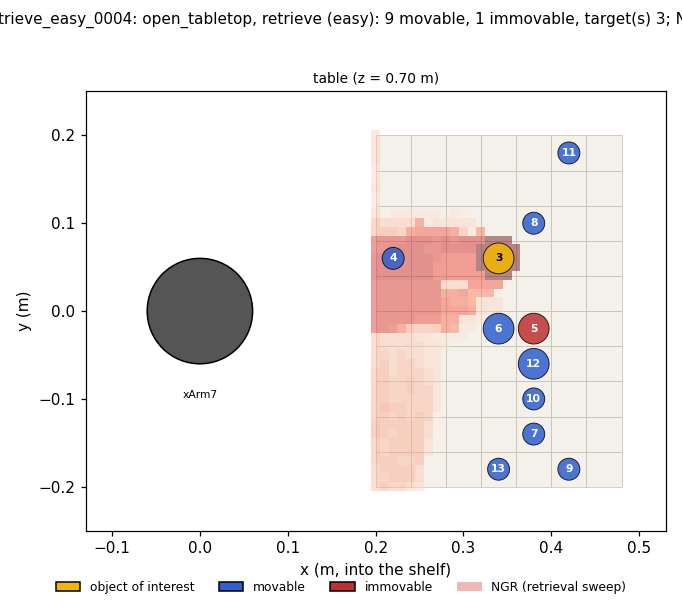 trieve_easy_0004: open_tabletop, retrieve (easy): 9 movable, 1 immovable, target(s) 3; N
table (z = 0.70 m)
0.2
0.1
0.0
−0.1
−0.2
y (m)
11
8
4
3
6
5
12
10
7
13
9
xArm7
−0.1
0.0
0.1
0.2
0.3
0.4
0.5
x (m, into the shelf)
object of interest
movable
immovable
NGR (retrieval sweep)